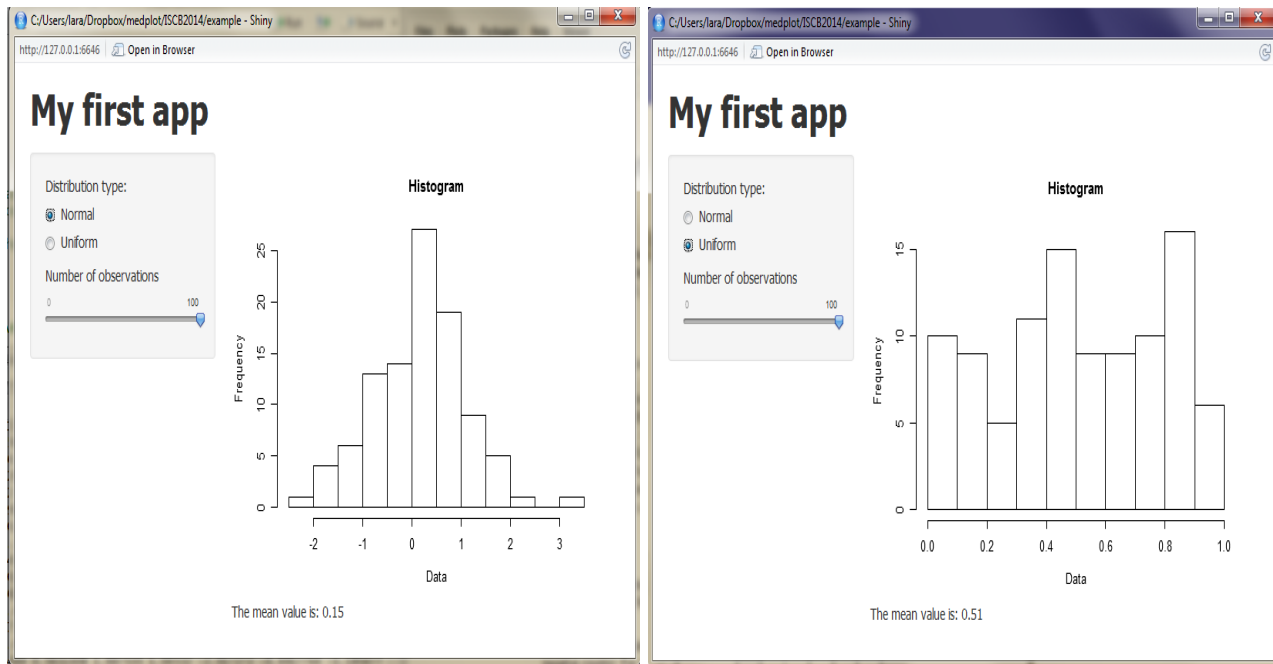 C:/Users/lara/Dropbox/medplot/ISCB2014/example - Shiny
http://127.0.0.1:6646 Open in Browser
My first app
Distribution type:
Normal
Uniform
Number of observations
0 100
Histogram
Frequency
0 5 10 15 20 25
-2 -1 0 1 2 3
Data
The mean value is: 0.15
C:/Users/lara/Dropbox/medplot/ISCB2014/example - Shiny
http://127.0.0.1:6646 Open in Browser
My first app
Distribution type:
Normal
Uniform
Number of observations
0 100
Histogram
Frequency
0 5 10 15
0.0 0.2 0.4 0.6 0.8 1.0
Data
The mean value is: 0.51